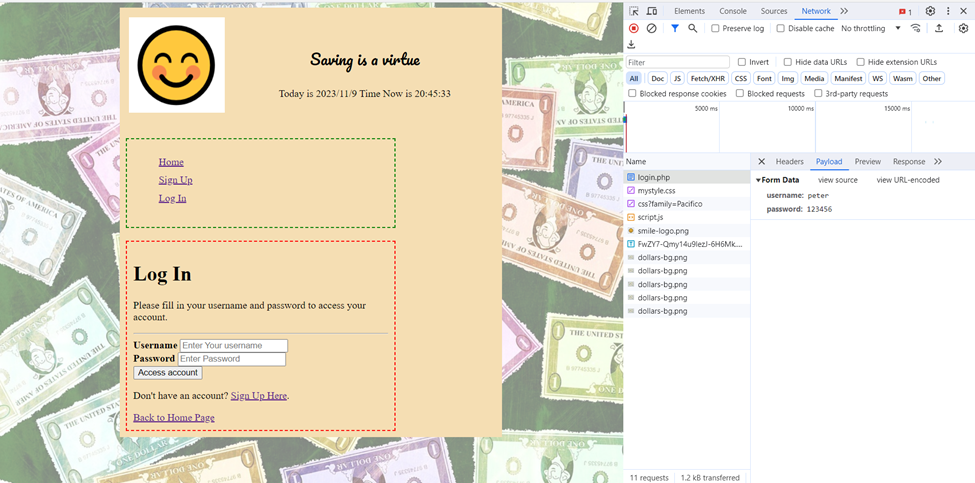 Saving is a virtue
Today is 2023/11/9 Time Now is 20:45:33
Home
Sign Up
Log In
Log In
Please fill in your username and password to access your
account.
Username Enter Your username
Password Enter Password
Access account
Don't have an account? Sign Up Here.
Back to Home Page
Elements Console Sources Network 1
Preserve log Disable cache No throttling
Filter Invert Hide data URLs Hide extension URLs
All Doc JS Fetch/XHR CSS Font Img Media Manifest WS Wasm Other
Blocked response cookies Blocked requests 3rd-party requests
5000 ms 10000 ms 15000 ms
Name
login.php
mystyle.css
css?family=Pacifico
script.js
smile-logo.png
FwZY7-Qmy14u9lezJ-6H6Mk...
dollars-bg.png
dollars-bg.png
dollars-bg.png
dollars-bg.png
dollars-bg.png
Headers Payload Preview Response
Form Data view source view URL-encoded
username: peter
password: 123456
11 requests 1.2 kB transferred